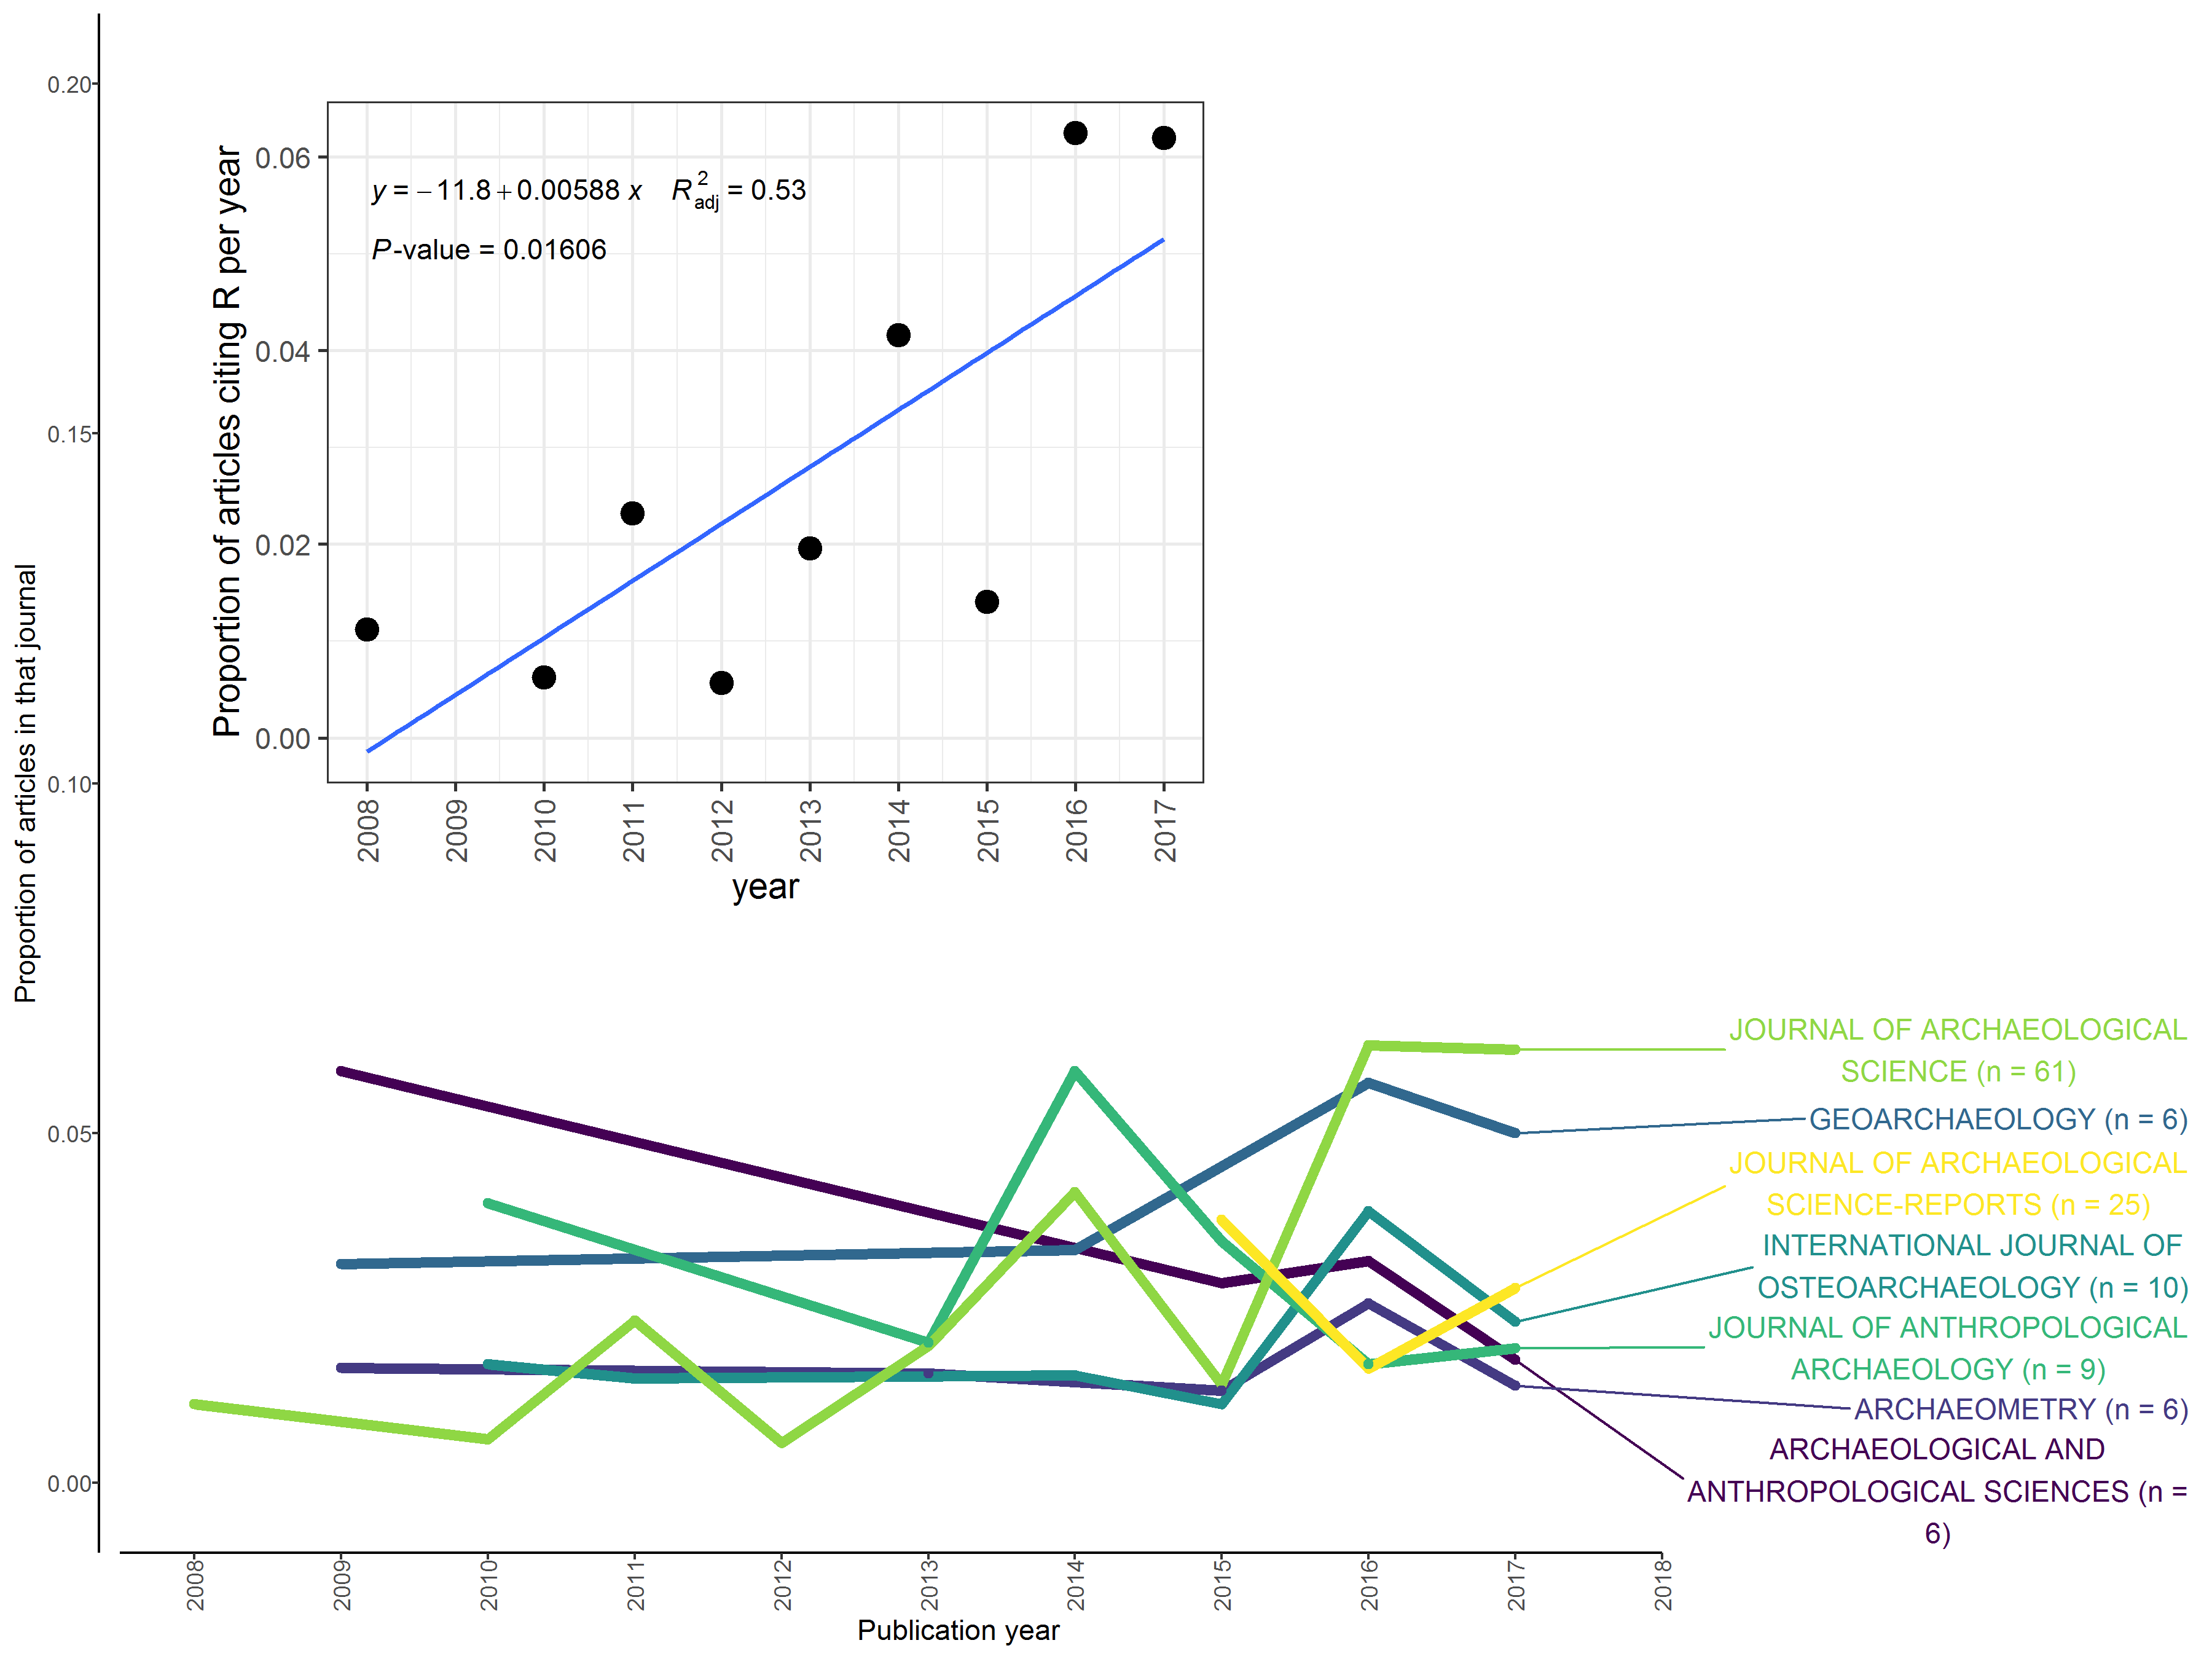 Proportion of articles in that journal
0.20
0.15
0.10
0.05
0.00
Proportion of articles citing R per year
0.06
0.04
0.02
0.00
y = −11.8 + 0.00588 x R²adj = 0.53
P-value = 0.01606
2008
2009
2010
2011
2012
2013
2014
2015
2016
2017
year
JOURNAL OF ARCHAEOLOGICAL
SCIENCE (n = 61)
GEOARCHAEOLOGY (n = 6)
JOURNAL OF ARCHAEOLOGICAL
SCIENCE-REPORTS (n = 25)
INTERNATIONAL JOURNAL OF
OSTEOARCHAEOLOGY (n = 10)
JOURNAL OF ANTHROPOLOGICAL
ARCHAEOLOGY (n = 9)
ARCHAEOMETRY (n = 6)
ARCHAEOLOGICAL AND
ANTHROPOLOGICAL SCIENCES (n =
6)
2008
2009
2010
2011
2012
2013
2014
2015
2016
2017
2018
Publication year